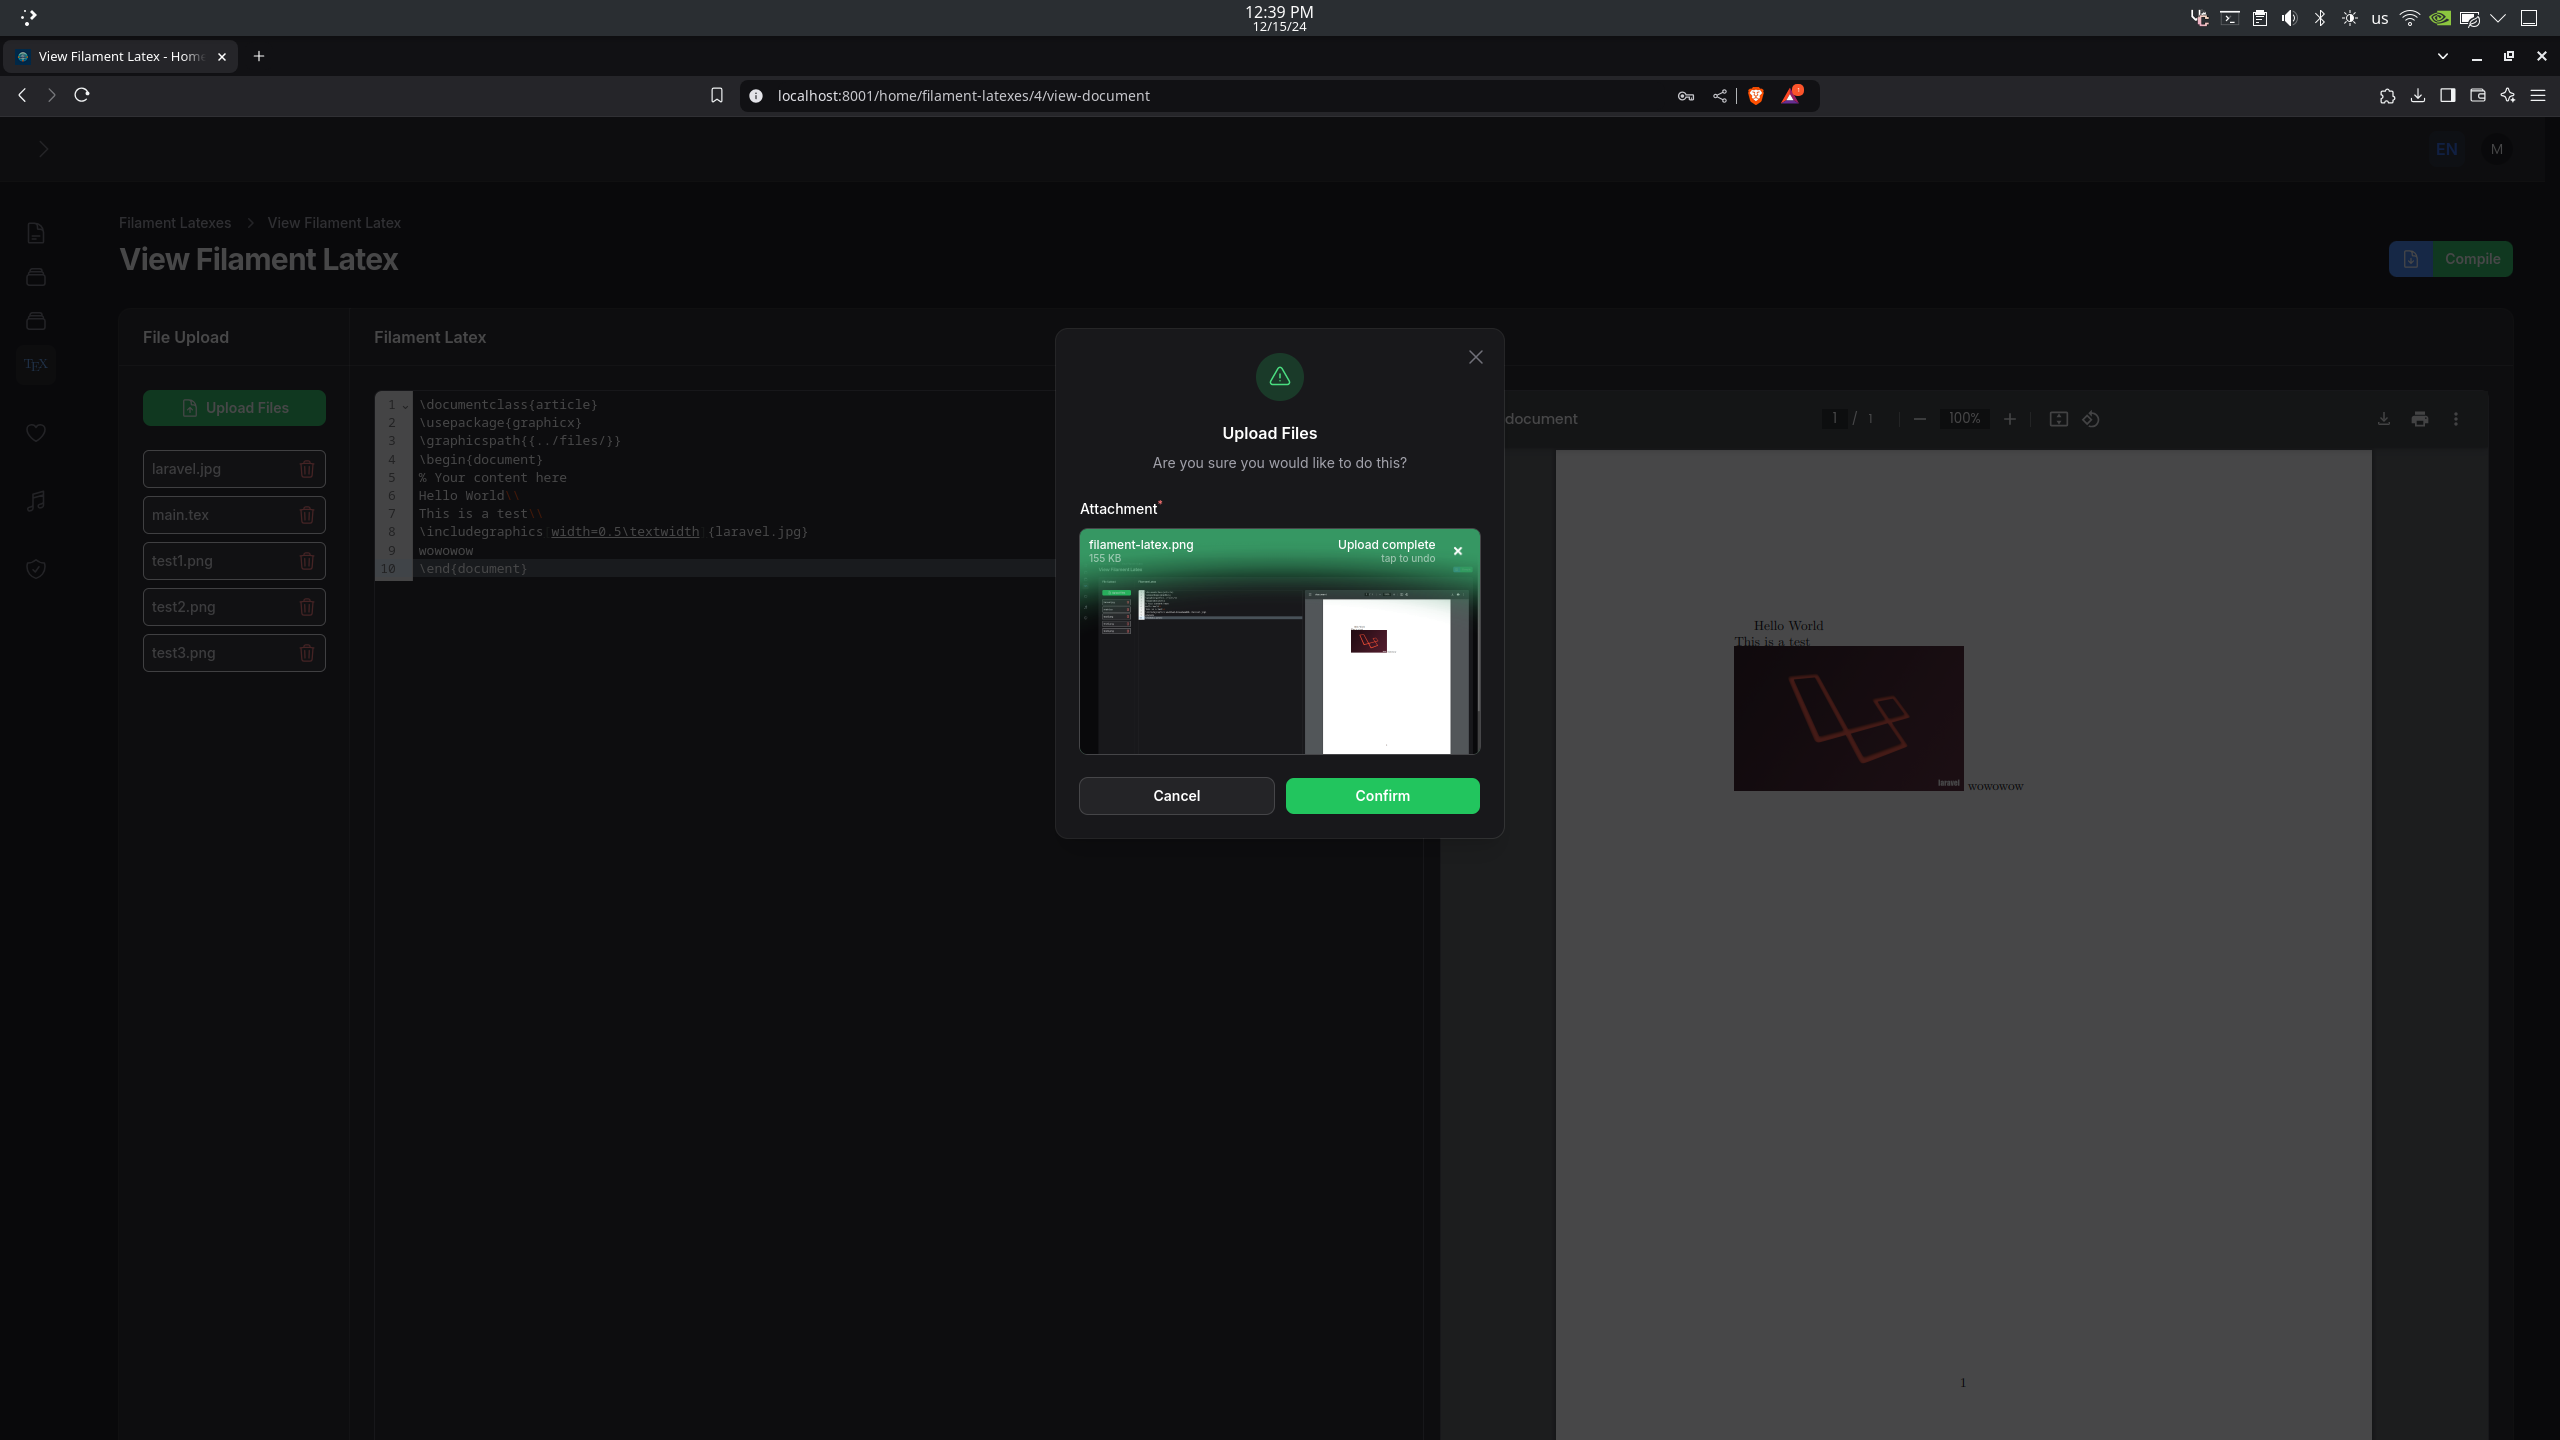 12:39 PM
12/15/24
us
View Filament Latex - Home
localhost:8001/home/filament-latexes/4/view-document
1
EN
M
Filament Latexes
View Filament Latex
View Filament Latex
Compile
File Upload
Filament Latex
TEX
Upload Files
laravel.jpg
main.tex
test1.png
test2.png
test3.png
1 \documentclass{article}
2 \usepackage{graphicx}
3 \graphicspath{{../files/}}
4 \begin{document}
5 % Your content here
6 Hello World\\
7 This is a test\\
8 \includegraphics[width=0.5\textwidth]{laravel.jpg}
9 wowowow
10 \end{document}
Upload Files
Are you sure you would like to do this?
Attachment*
filament-latex.png
155 KB
Upload complete
tap to undo
Cancel
Confirm
document
1 / 1
100%
Hello World
This is a test
laravel
wowowow
1